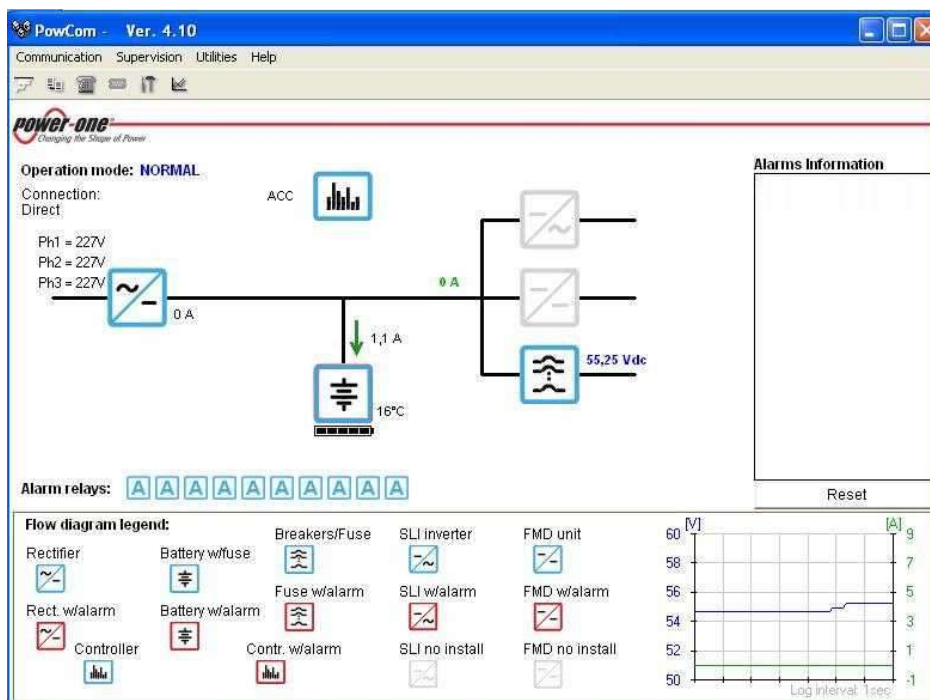 PowCom - Ver. 4.10
Communication Supervision Utilities Help
power-one
Changing the Shape of Power
Operation mode: NORMAL
Connection:
Direct
ACC
Ph1 = 227V
Ph2 = 227V
Ph3 = 227V
0 A
0 A
1,1 A
16°C
55,25 Vdc
Alarms Information
Reset
Alarm relays: A A A A A A A A A A
Flow diagram legend:
Rectifier
Battery w/fuse
Breakers/Fuse
SLI inverter
FMD unit
Rect. w/alarm
Battery w/alarm
Fuse w/alarm
SLI w/alarm
FMD w/alarm
Controller
Contr. w/alarm
SLI no install
FMD no install
[V] [A]
60 9
58 7
56 5
54 3
52 1
50 -1
Log interval: 1sec